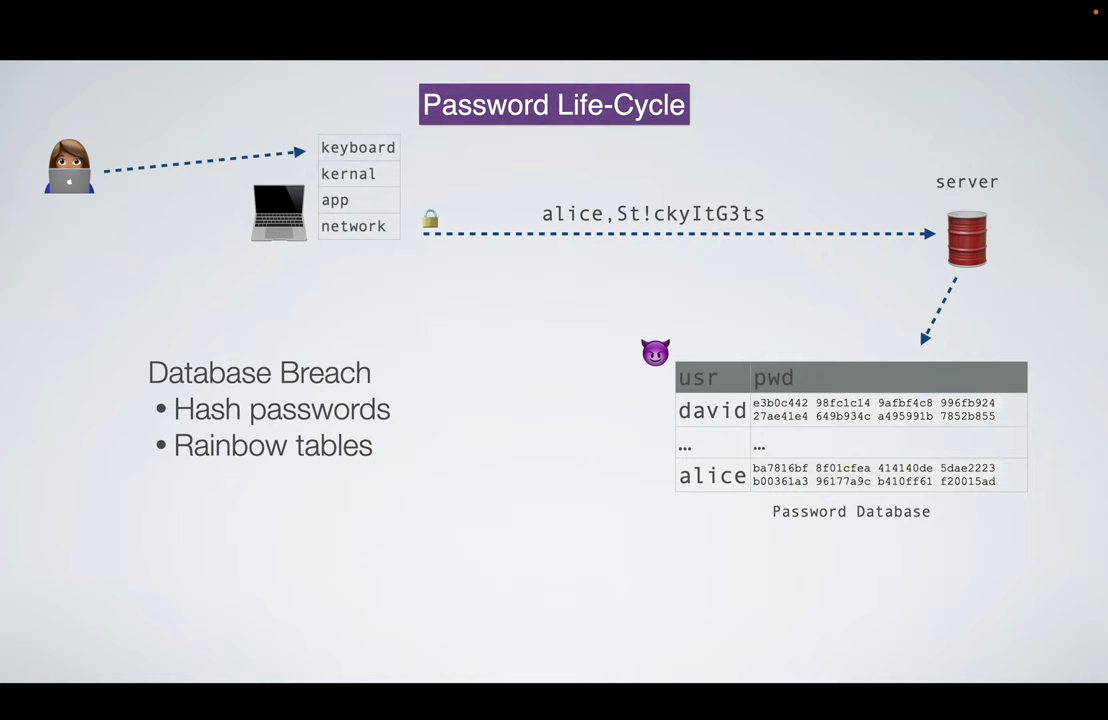 Password Life-Cycle
keyboard
kernal
app
network
alice,St!ckyItG3ts
server
Database Breach
• Hash passwords
• Rainbow tables
usr pwd
david e3b0c442 98fc1c14 9afbf4c8 996fb924
27ae41e4 649b934c a495991b 7852b855
... ...
alice ba7816bf 8f01cfea 414140de 5dae2223
b00361a3 96177a9c b410ff61 f20015ad
Password Database